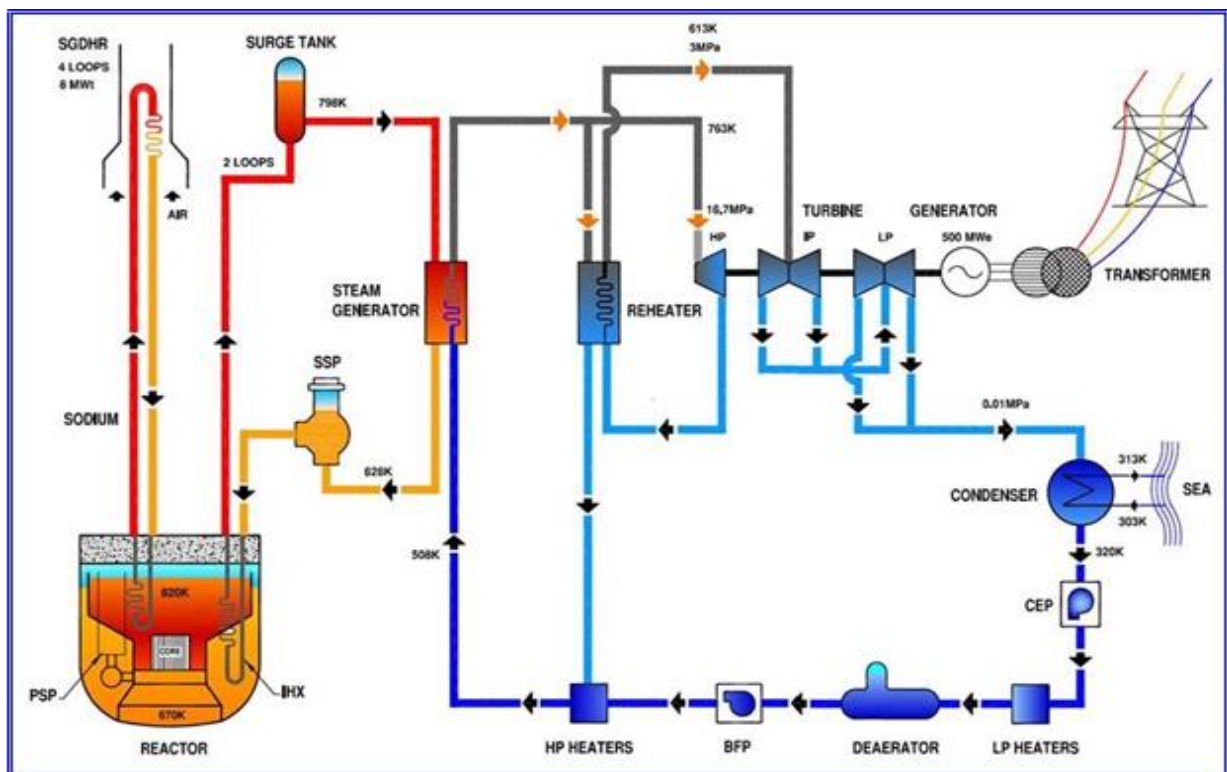 SGDHR
4 LOOPS
8 MWt
SURGE TANK
798K
2 LOOPS
AIR
613K
3MPa
763K
16,7MPa
HP
TURBINE
IP
LP
GENERATOR
500 MWe
TRANSFORMER
STEAM
GENERATOR
REHEATER
SSP
SODIUM
628K
0.01MPa
313K
CONDENSER
SEA
303K
320K
508K
CEP
820K
CORE
PSP
IHX
670K
REACTOR
HP HEATERS
BFP
DEAERATOR
LP HEATERS